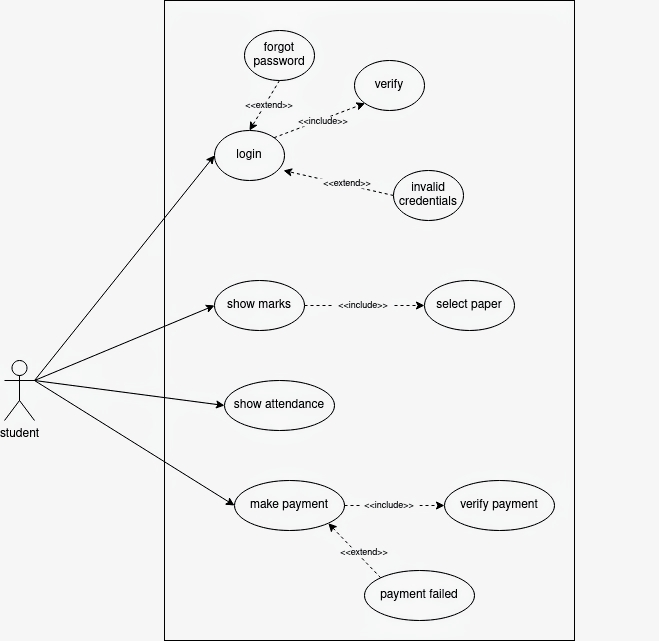 forgot
password
verify
<<extend>>
<<include>>
login
<<extend>>
invalid
credentials
show marks
<<include>>
select paper
show attendance
student
make payment
<<include>>
verify payment
<<extend>>
payment failed